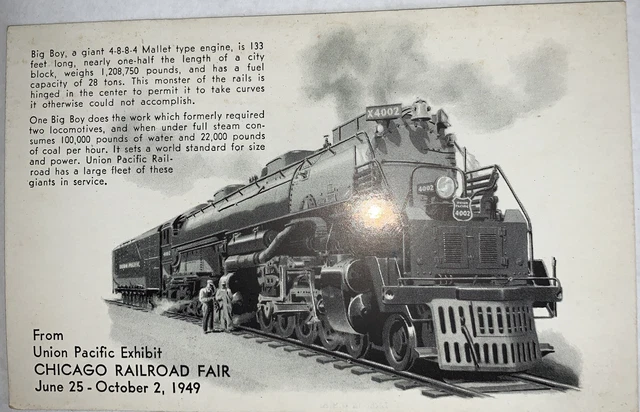 Big Boy, a giant 4-8-8-4 Mallet type engine, is 133
feet long, nearly one-half the length of a city
block, weighs 1,208,750 pounds, and has a fuel
capacity of 28 tons. This monster of the rails is
hinged in the center to permit it to take curves
it otherwise could not accomplish.
One Big Boy does the work which formerly required
two locomotives, and when under full steam con-
sumes 100,000 pounds of water and 22,000 pounds
of coal per hour. It sets a world standard for size
and power. Union Pacific Rail-
road has a large fleet of these
giants in service.
X4002
4002
UNION
PACIFIC
4002
UNION PACIFIC
From
Union Pacific Exhibit
CHICAGO RAILROAD FAIR
June 25 - October 2, 1949